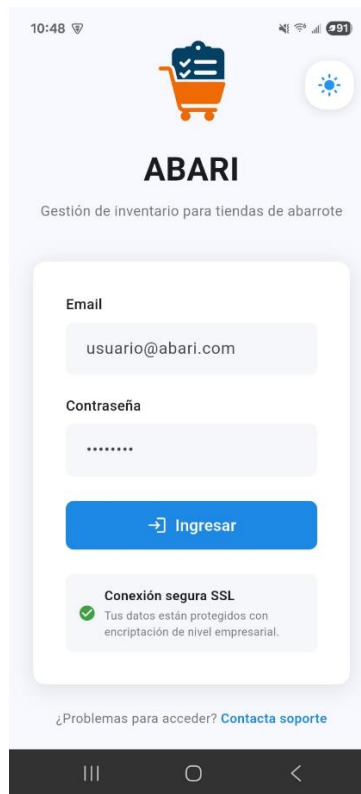 10:48
91
ABARI
Gestión de inventario para tiendas de abarrote
Email
usuario@abari.com
Contraseña
••••••••
Ingresar
Conexión segura SSL
Tus datos están protegidos con
encriptación de nivel empresarial.
¿Problemas para acceder? Contacta soporte